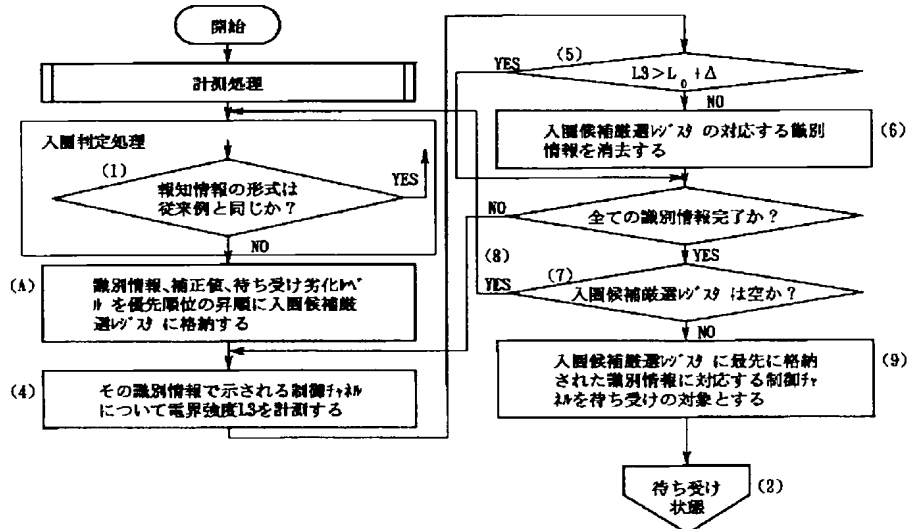 開始
計測処理
入圏判定処理
(1)
報知情報の形式は
従来例と同じか？
YES
NO
(A)
識別情報、補正値、待ち受け劣化ﾚﾍﾞ
ﾙ を優先順位の昇順に入圏候補厳
選ﾚｼﾞｽﾀ に格納する
(4)
その識別情報で示される制御ﾁｬﾈﾙ
について電界強度L3を計測する
(5)
YES
L3>L₀+Δ
NO
入圏候補厳選ﾚｼﾞｽﾀ の対応する識別
情報を消去する
(6)
NO
全ての識別情報完了か？
YES
(8)
YES
(7)
入圏候補厳選ﾚｼﾞｽﾀ は空か？
NO
入圏候補厳選ﾚｼﾞｽﾀ に最先に格納
された識別情報に対応する制御ﾁｬ
ﾈﾙを待ち受けの対象とする
(9)
待ち受け
状態
(2)